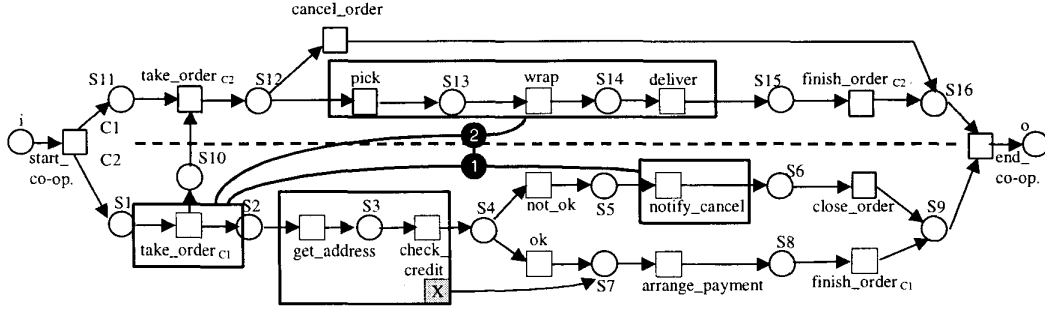 cancel_order
S11
take_order C2
S12
pick
S13
wrap
S14
deliver
S15
finish_order C2
S16
i
C1
start_
co-op.
C2
S10
2
1
o
end_
co-op.
S1
take_order C1
S2
get_address
S3
check_
credit
X
S4
not_ok
S5
notify_cancel
S6
close_order
S9
ok
S7
arrange_payment
S8
finish_order C1